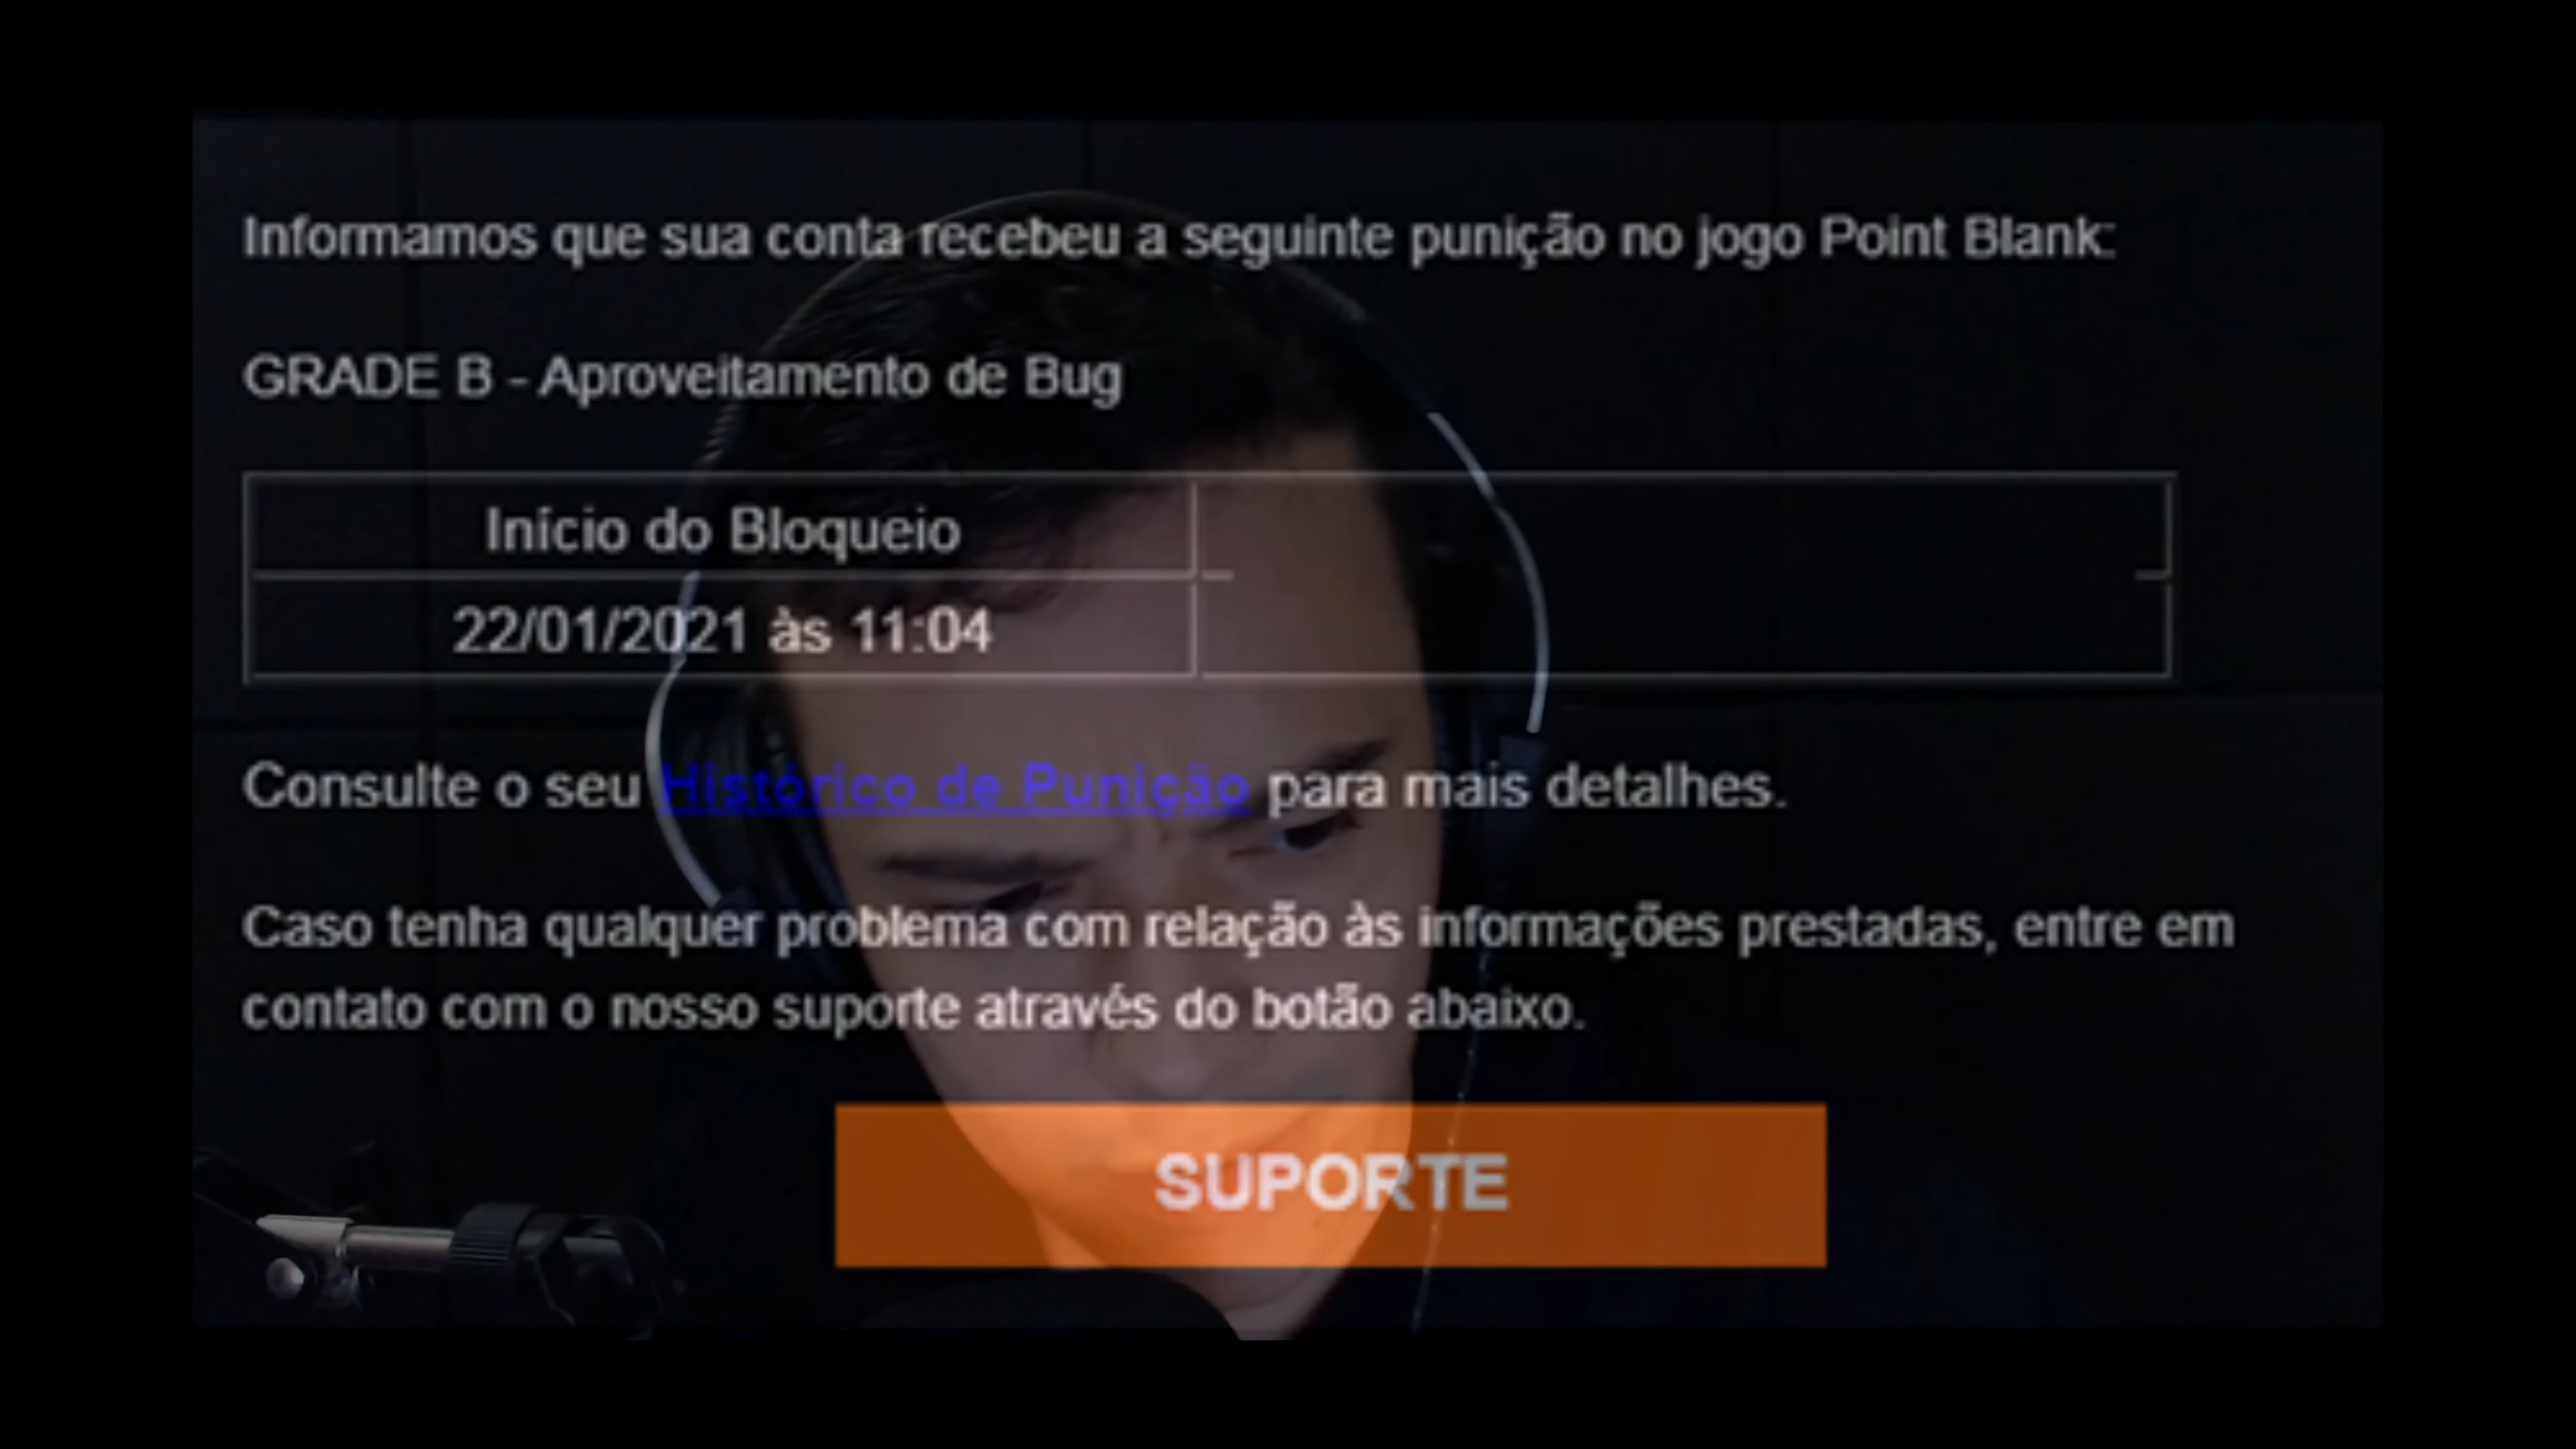 Informamos que sua conta recebeu a seguinte punição no jogo Point Blank:
GRADE B - Aproveitamento de Bug
Início do Bloqueio
22/01/2021 às 11:04
Consulte o seu Histórico de Punição para mais detalhes.
Caso tenha qualquer problema com relação às informações prestadas, entre em
contato com o nosso suporte através do botão abaixo.
SUPORTE